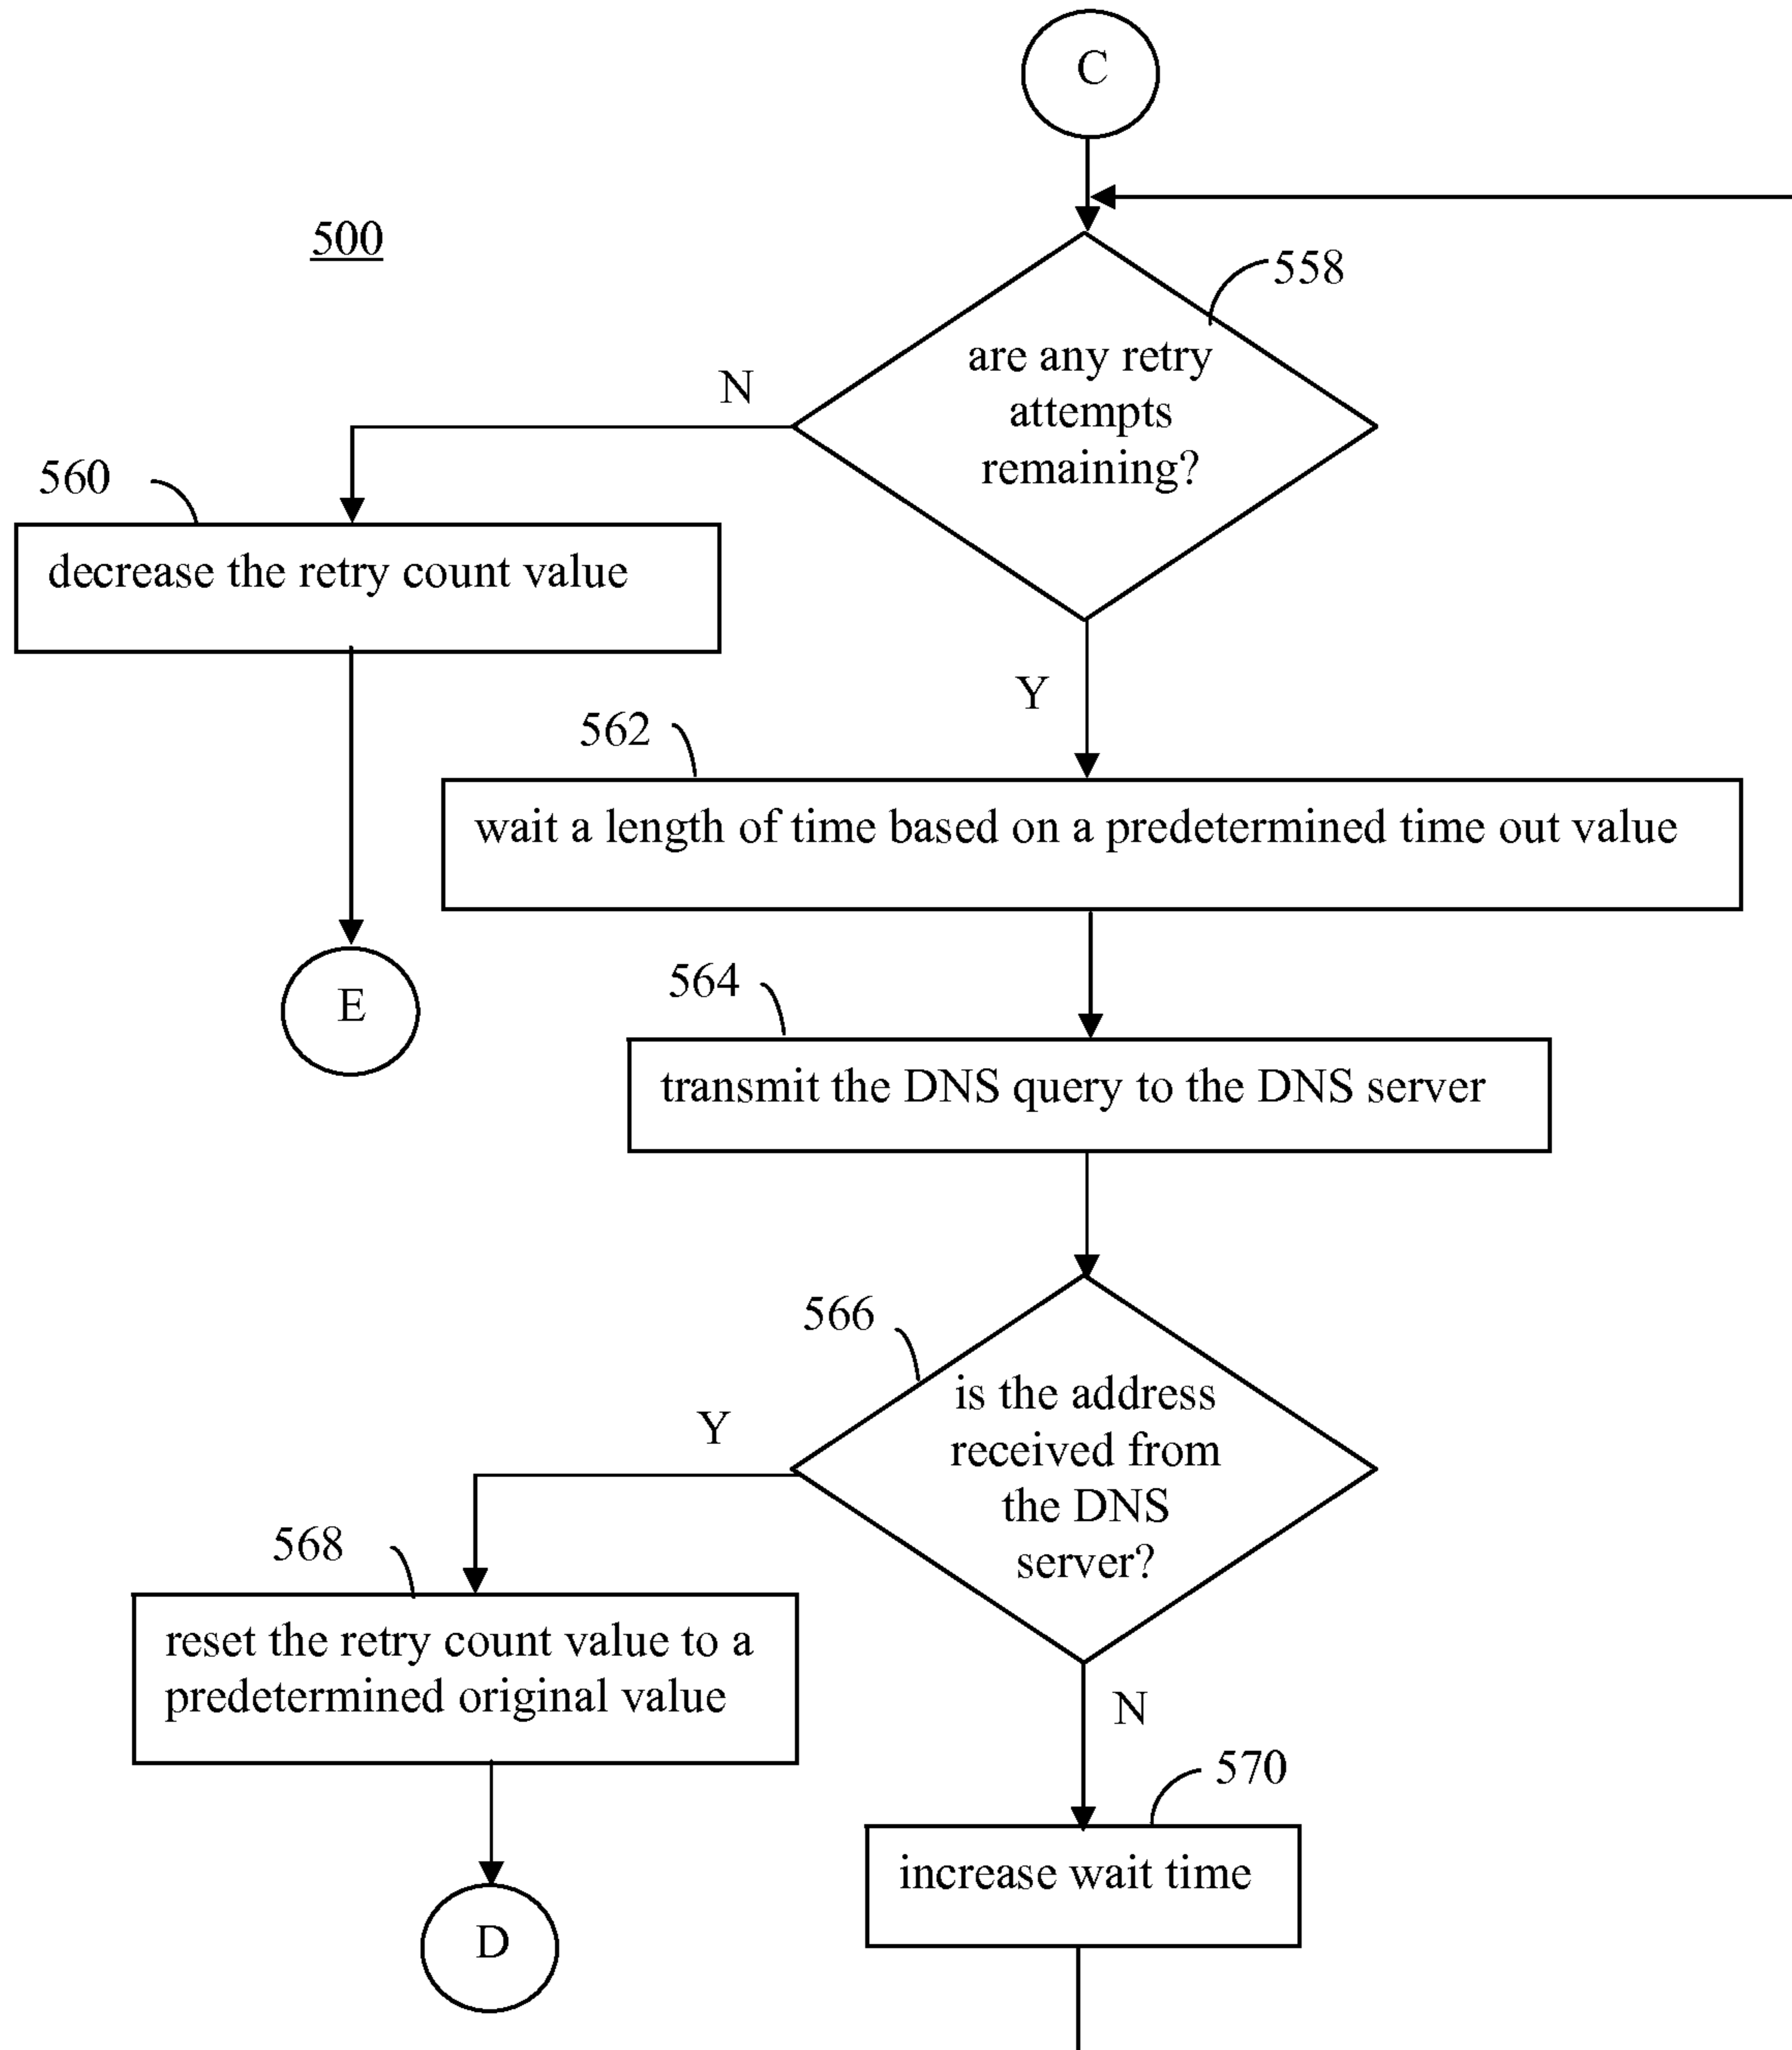 C
500
558
are any retry
attempts
remaining?
N
560
decrease the retry count value
Y
562
wait a length of time based on a predetermined time out value
564
E
transmit the DNS query to the DNS server
566
is the address
received from
the DNS
server?
Y
568
reset the retry count value to a
predetermined original value
N
570
increase wait time
D